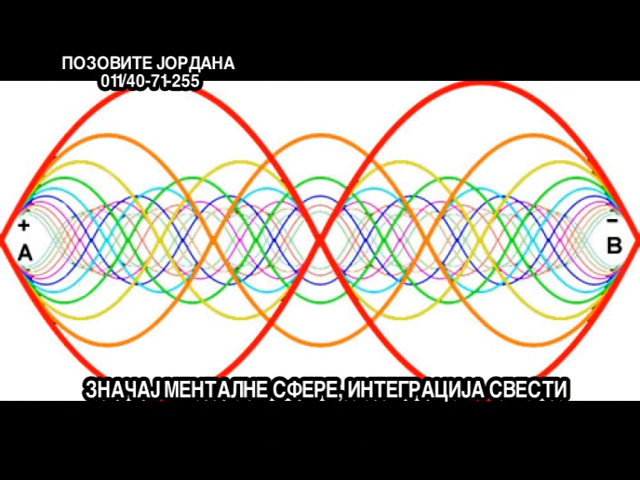 ПОЗОВИТЕ ЈОРДАНА
011/40-71-255
+
−
A
B
ЗНАЧАЈ МЕНТАЛНЕ СФЕРЕ, ИНТЕГРАЦИЈА СВЕСТИ